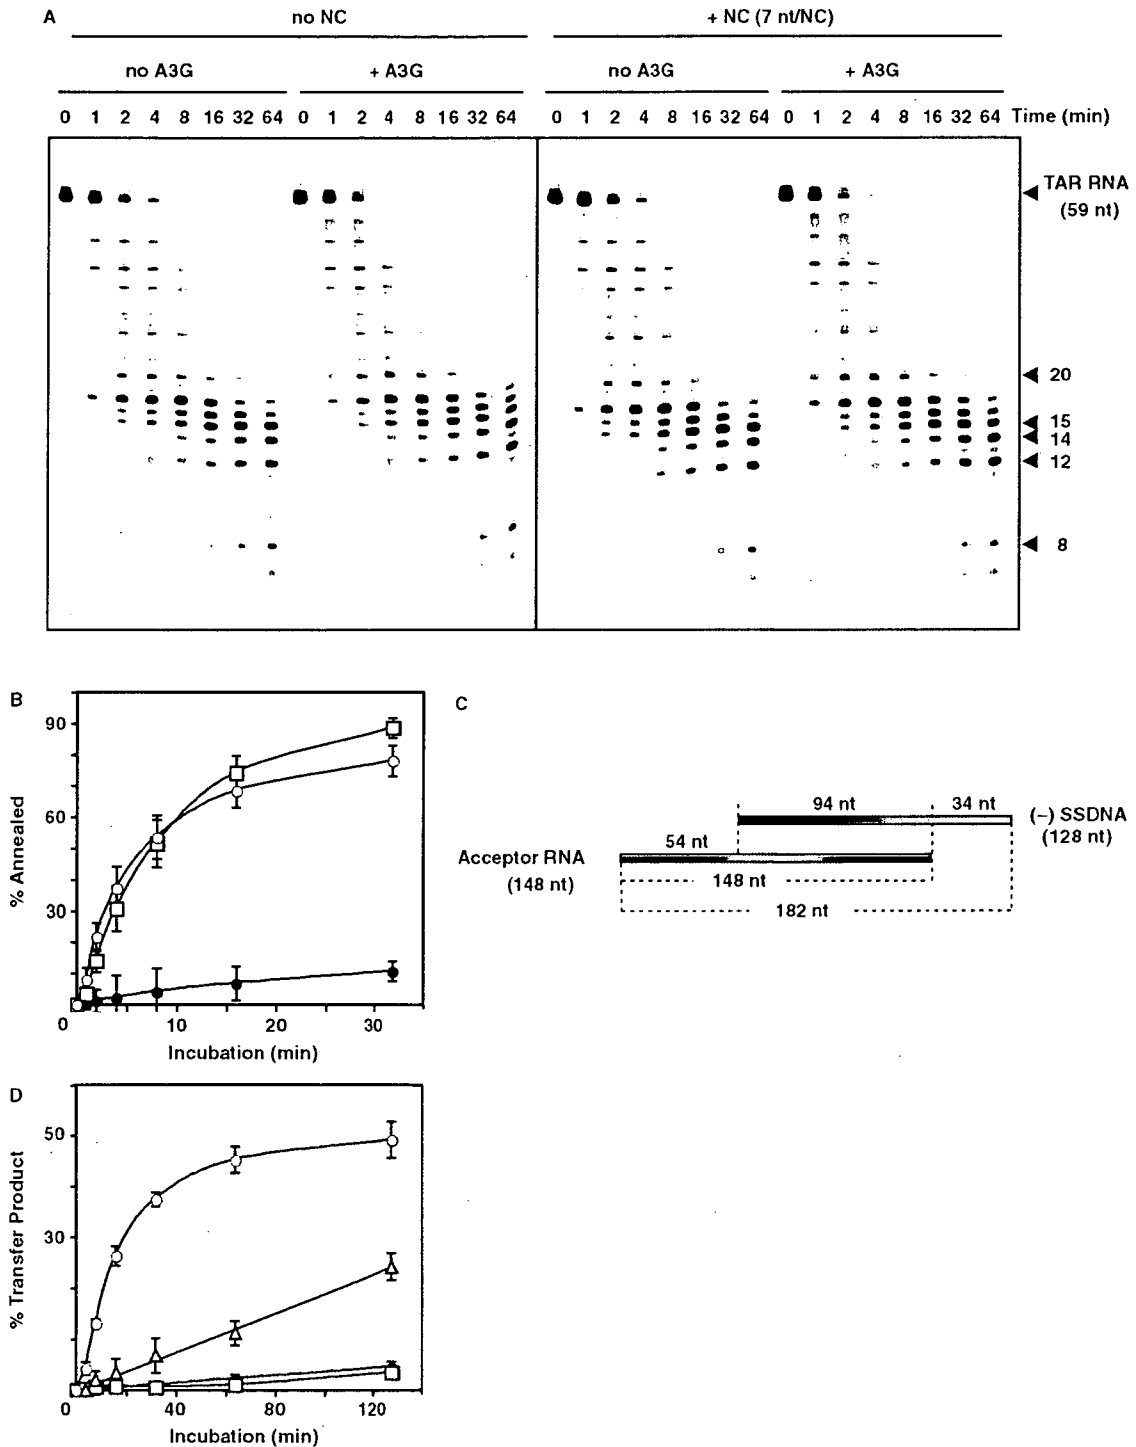 A
no NC
+ NC (7 nt/NC)
no A3G
+ A3G
no A3G
+ A3G
0 1 2 4 8 16 32 64 0 1 2 4 8 16 32 64 0 1 2 4 8 16 32 64 0 1 2 4 8 16 32 64 Time (min)
TAR RNA
(59 nt)
20
15
14
12
8
B
% Annealed
90
60
30
0 10 20 30
Incubation (min)
C
94 nt
34 nt
(−) SSDNA
(128 nt)
54 nt
Acceptor RNA
(148 nt)
148 nt
182 nt
D
% Transfer Product
50
30
0 40 80 120
Incubation (min)